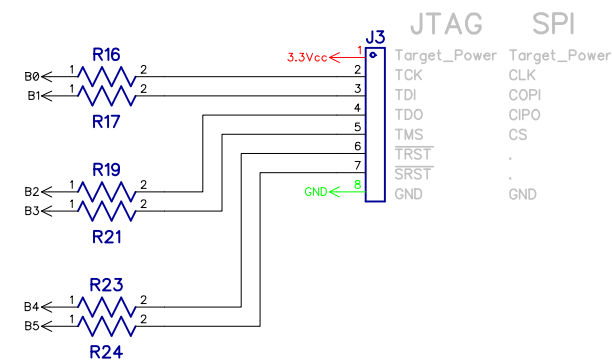 JTAG SPI
J3
R16
3.3Vcc 1 Target_Power Target_Power
B0 1 2 2 TCK CLK
B1 1 2 3 TDI COPI
R17
4 TDO CIPO
5 TMS CS
6 TRST .
R19
7 SRST .
B2 1 2 GND 8 GND GND
B3 1 2
R21
R23
B4 1 2
B5 1 2
R24